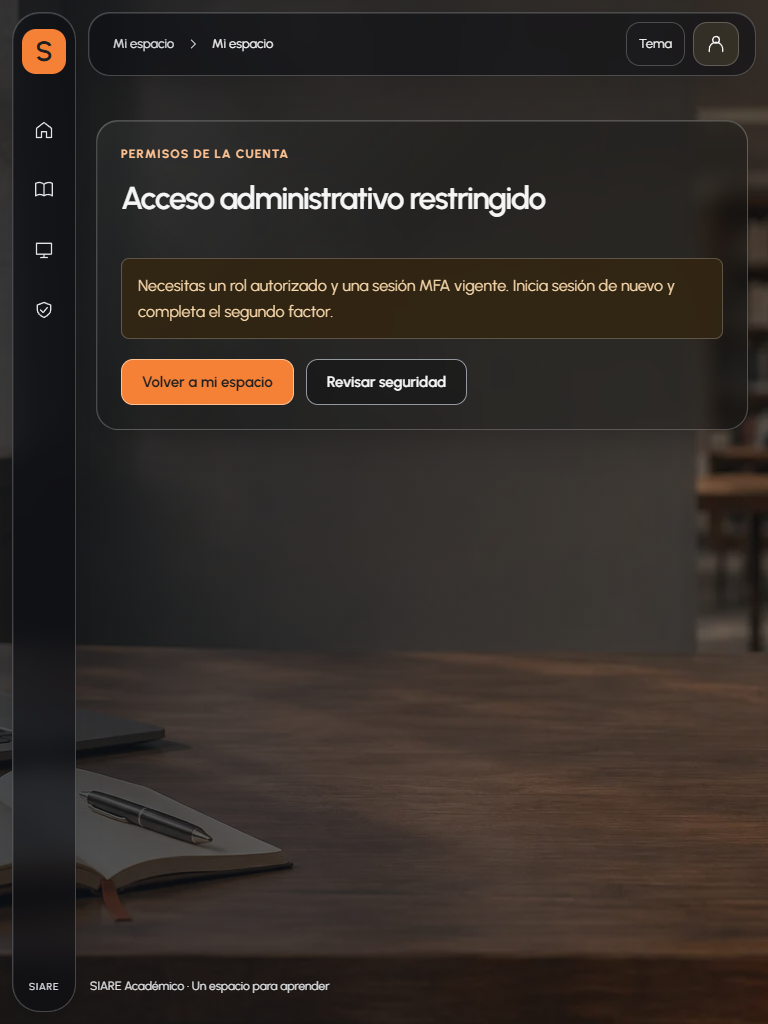 S
Mi espacio > Mi espacio
Tema
PERMISOS DE LA CUENTA
Acceso administrativo restringido
Necesitas un rol autorizado y una sesión MFA vigente. Inicia sesión de nuevo y
completa el segundo factor.
Volver a mi espacio
Revisar seguridad
SIARE
SIARE Académico · Un espacio para aprender